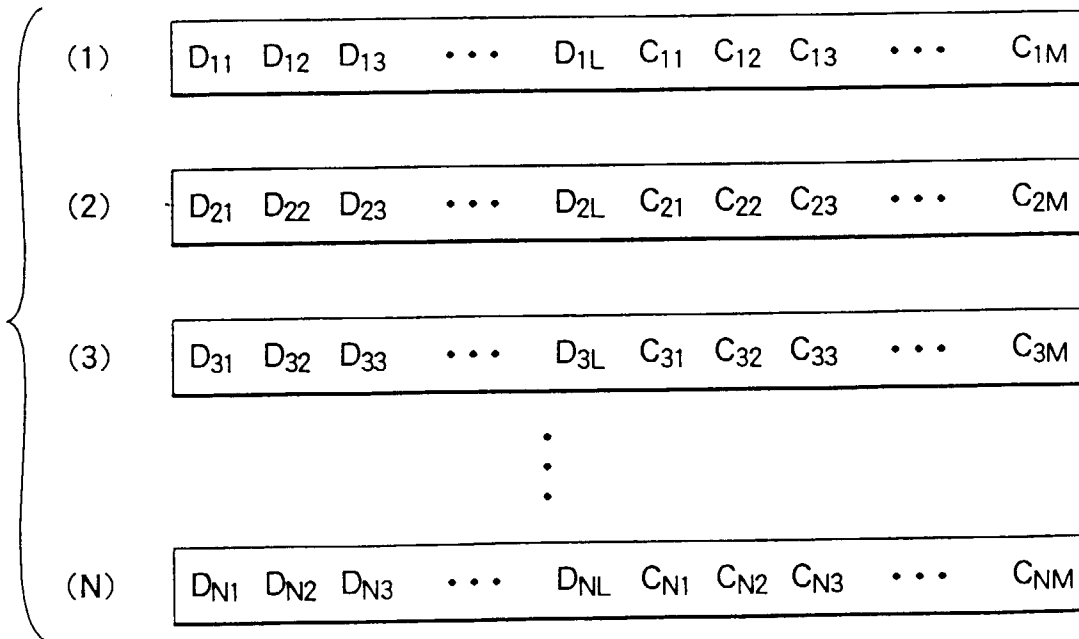 (1) D11 D12 D13 ··· D1L C11 C12 C13 ··· C1M
(2) D21 D22 D23 ··· D2L C21 C22 C23 ··· C2M
(3) D31 D32 D33 ··· D3L C31 C32 C33 ··· C3M
(N) DN1 DN2 DN3 ··· DNL CN1 CN2 CN3 ··· CNM